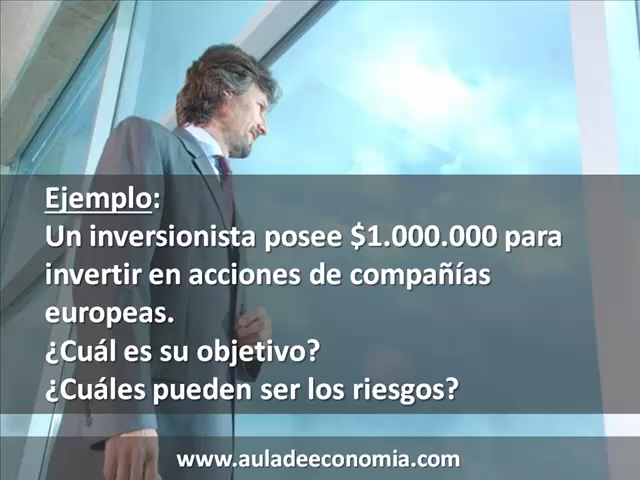 Ejemplo:
Un inversionista posee $1.000.000 para
invertir en acciones de compañías
europeas.
¿Cuál es su objetivo?
¿Cuáles pueden ser los riesgos?
www.auladeeconomia.com